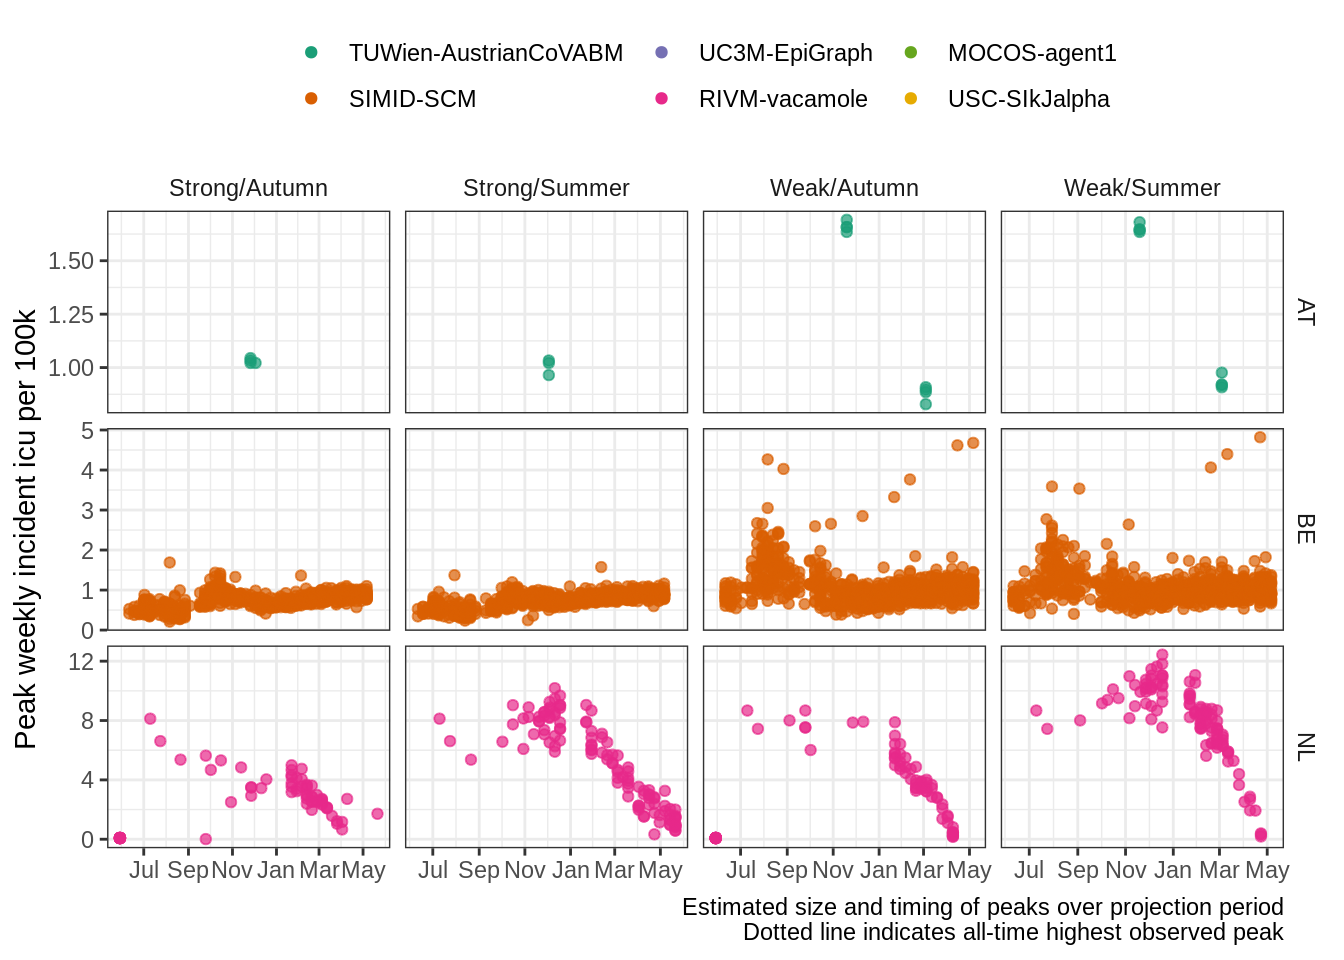 TUWien-AustrianCoVABM UC3M-EpiGraph MOCOS-agent1
SIMID-SCM RIVM-vacamole USC-SIkJalpha
Strong/Autumn Strong/Summer Weak/Autumn Weak/Summer
Peak weekly incident icu per 100k
1.50
1.25
1.00
AT
5
4
3
2
1
0
BE
12
8
4
0
NL
Jul Sep Nov Jan Mar May Jul Sep Nov Jan Mar May Jul Sep Nov Jan Mar May Jul Sep Nov Jan Mar May
Estimated size and timing of peaks over projection period
Dotted line indicates all-time highest observed peak